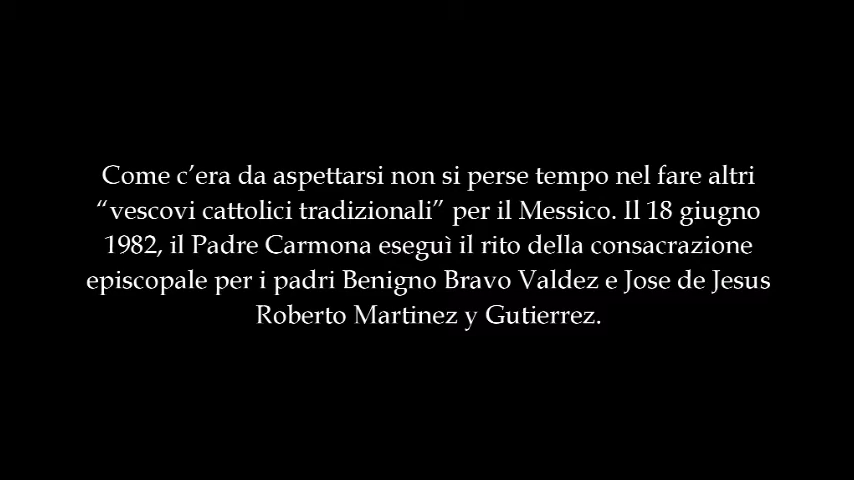 Come c’era da aspettarsi non si perse tempo nel fare altri
“vescovi cattolici tradizionali” per il Messico. Il 18 giugno
1982, il Padre Carmona eseguì il rito della consacrazione
episcopale per i padri Benigno Bravo Valdez e Jose de Jesus
Roberto Martinez y Gutierrez.